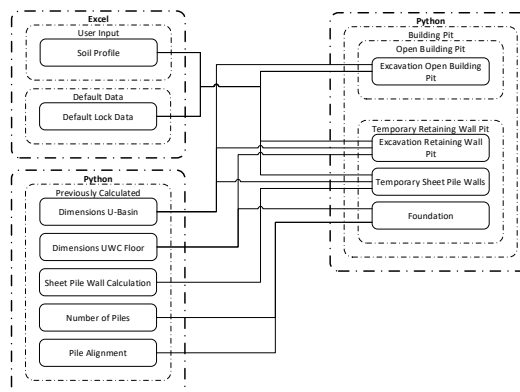 Excel
User Input
Soil Profile
Default Data
Default Lock Data
Python
Previously Calculated
Dimensions U-Basin
Dimensions UWC Floor
Sheet Pile Wall Calculation
Number of Piles
Pile Alignment
Python
Building Pit
Open Building Pit
Excavation Open Building
Pit
Temporary Retaining Wall Pit
Excavation Retaining Wall
Pit
Temporary Sheet Pile Walls
Foundation